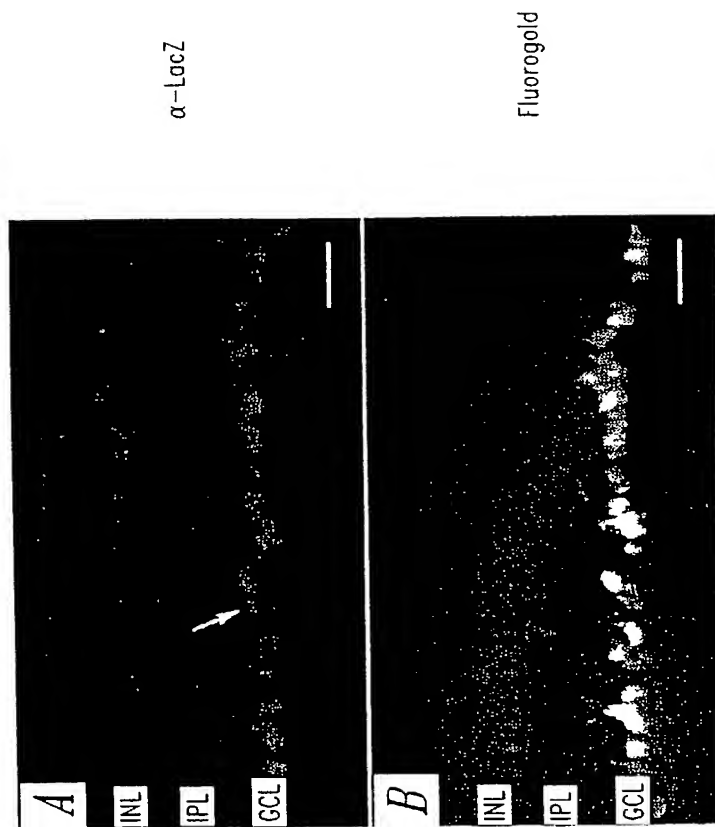 A
INL
IPL
GCL
α-LacZ
B
INL
IPL
GCL
Fluorogold